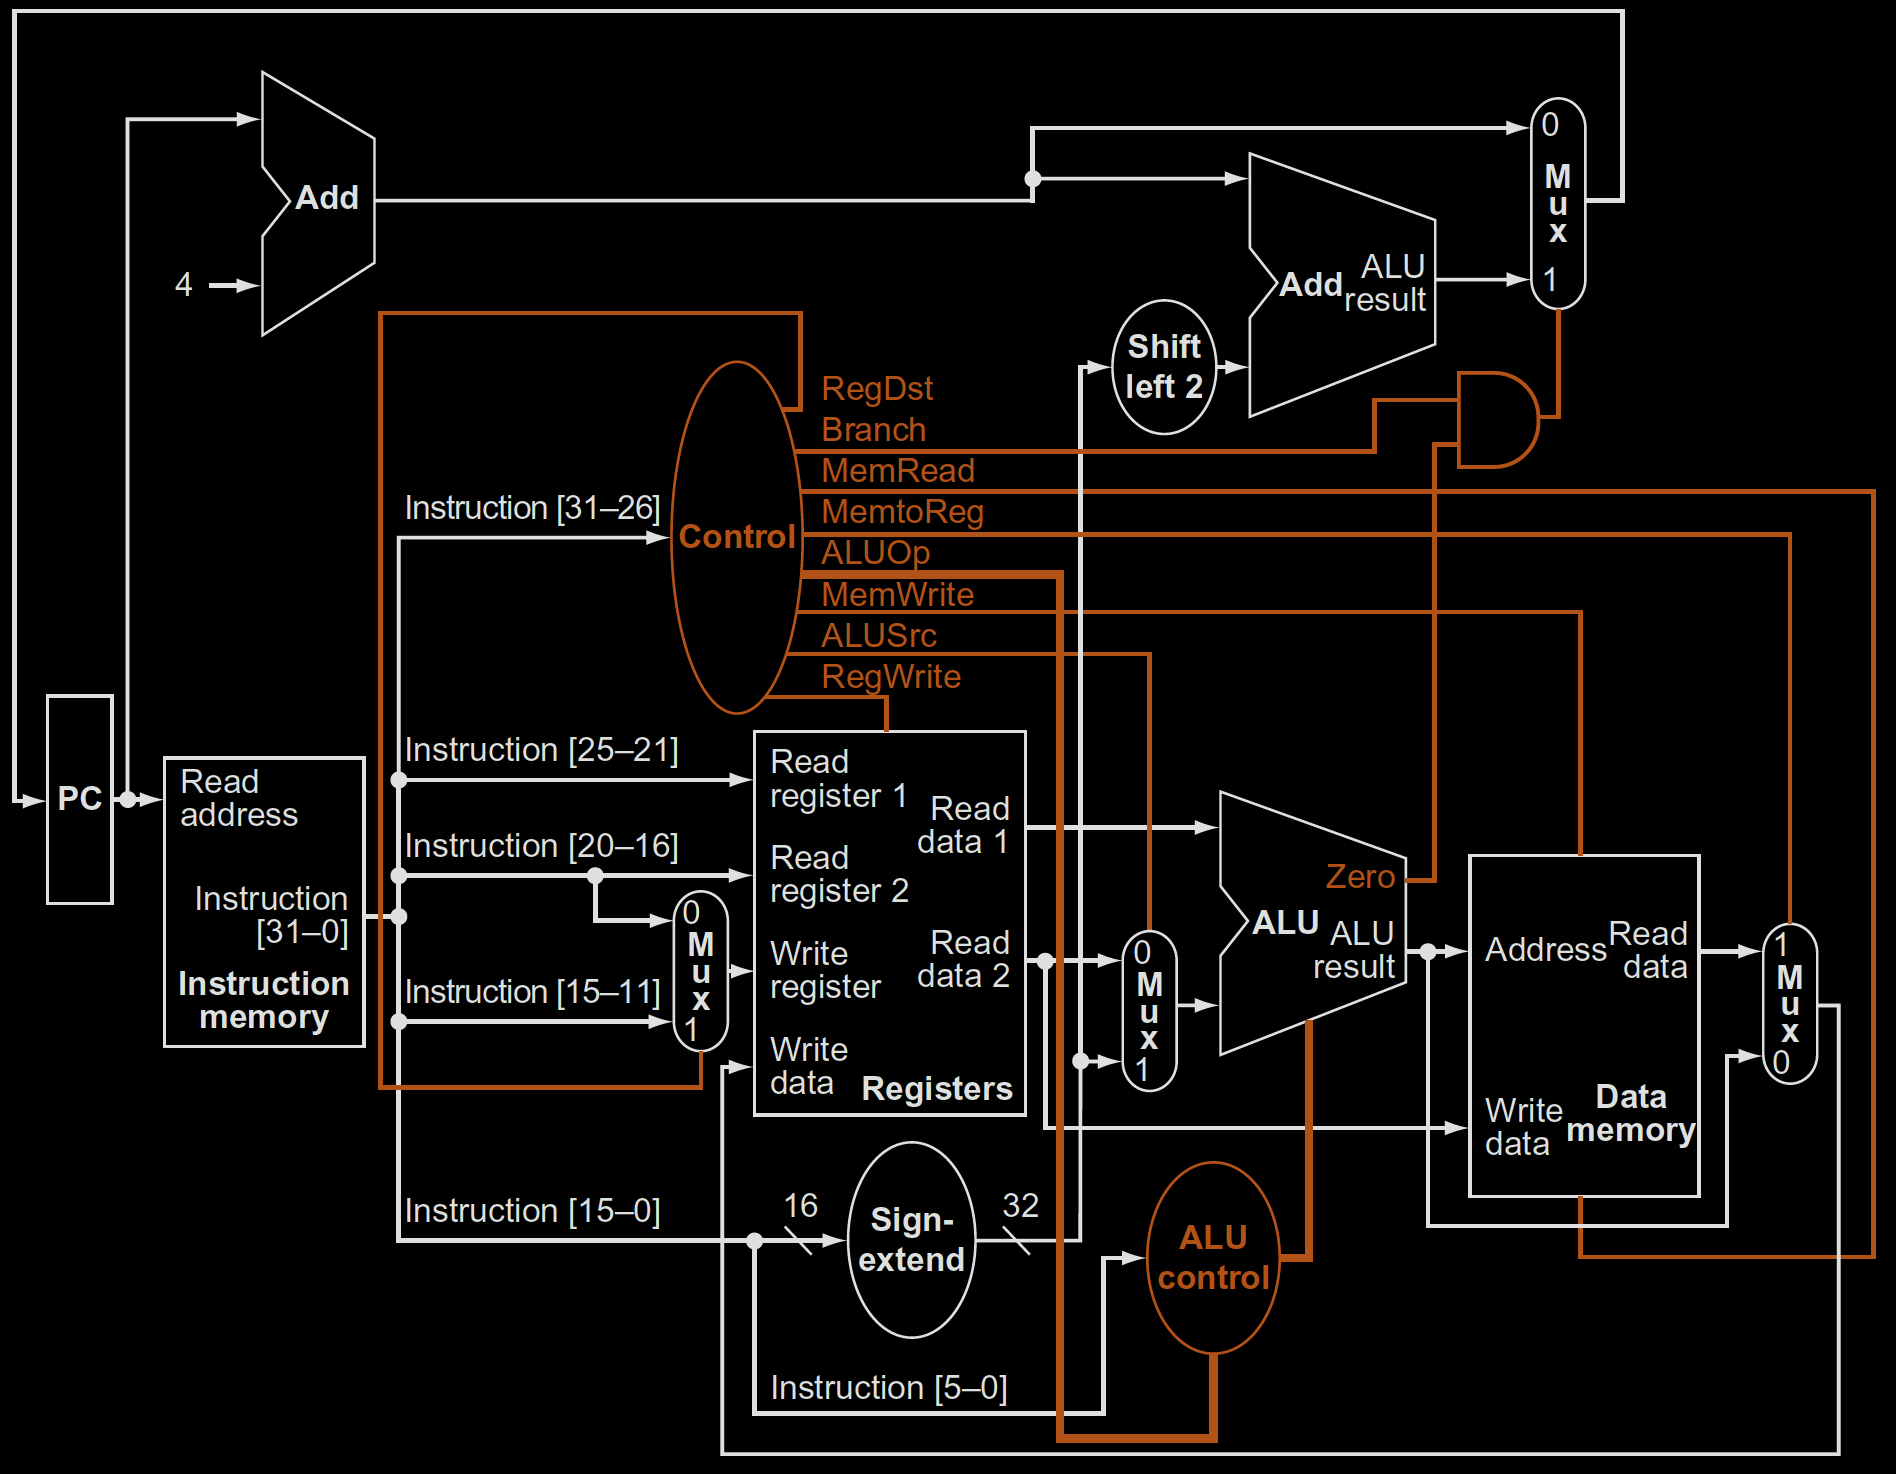 0
M
u
x
1
Add
4
Add
ALU
result
Shift
left 2
RegDst
Branch
MemRead
MemtoReg
ALUOp
MemWrite
ALUSrc
RegWrite
Instruction [31–26]
Control
Instruction [25–21]
Instruction [20–16]
Instruction [15–11]
Instruction [15–0]
Instruction [5–0]
PC
Read
address
Instruction
[31–0]
Instruction
memory
0
M
u
x
1
Read
register 1
Read
register 2
Write
register
Write
data
Read
data 1
Read
data 2
Registers
0
M
u
x
1
Zero
ALU
ALU
result
Address
Read
data
Write
data
Data
memory
1
M
u
x
0
16
Sign-
extend
32
ALU
control